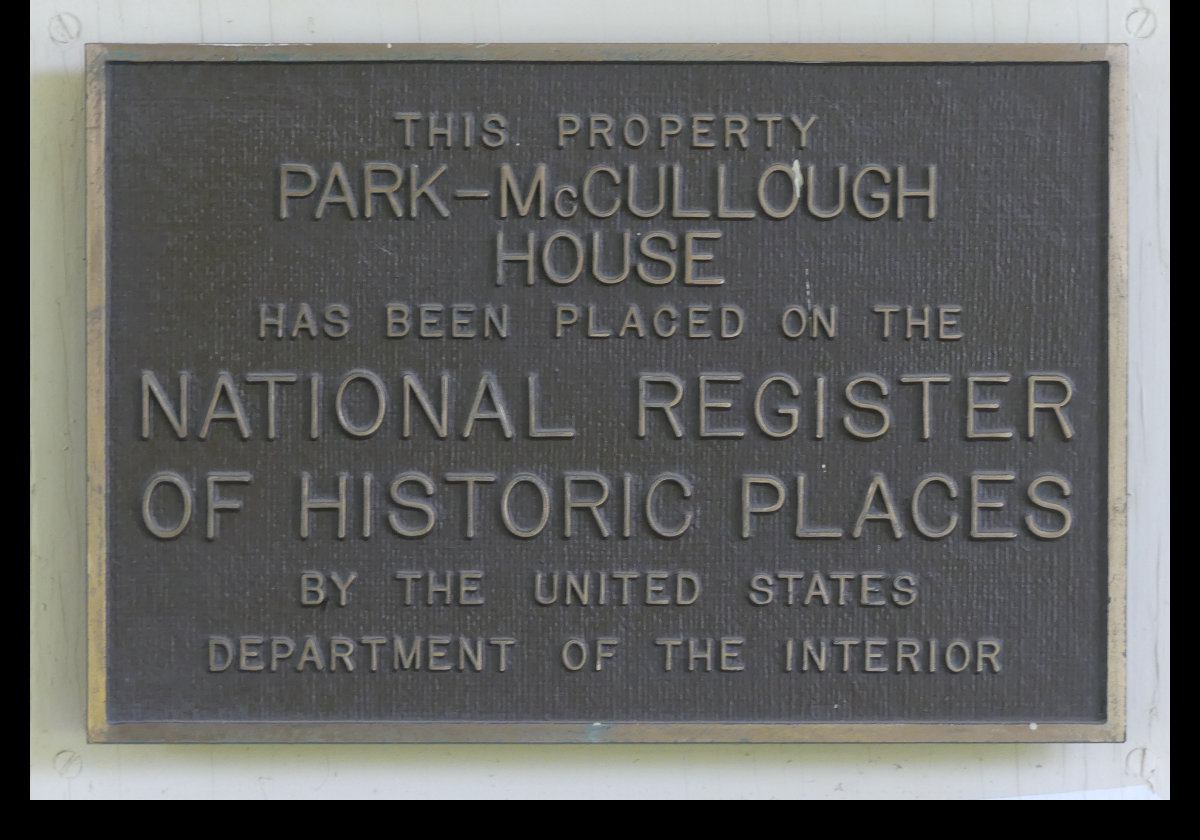 THIS PROPERTY
PARK-McCULLOUGH
HOUSE
HAS BEEN PLACED ON THE
NATIONAL REGISTER
OF HISTORIC PLACES
BY THE UNITED STATES
DEPARTMENT OF THE INTERIOR